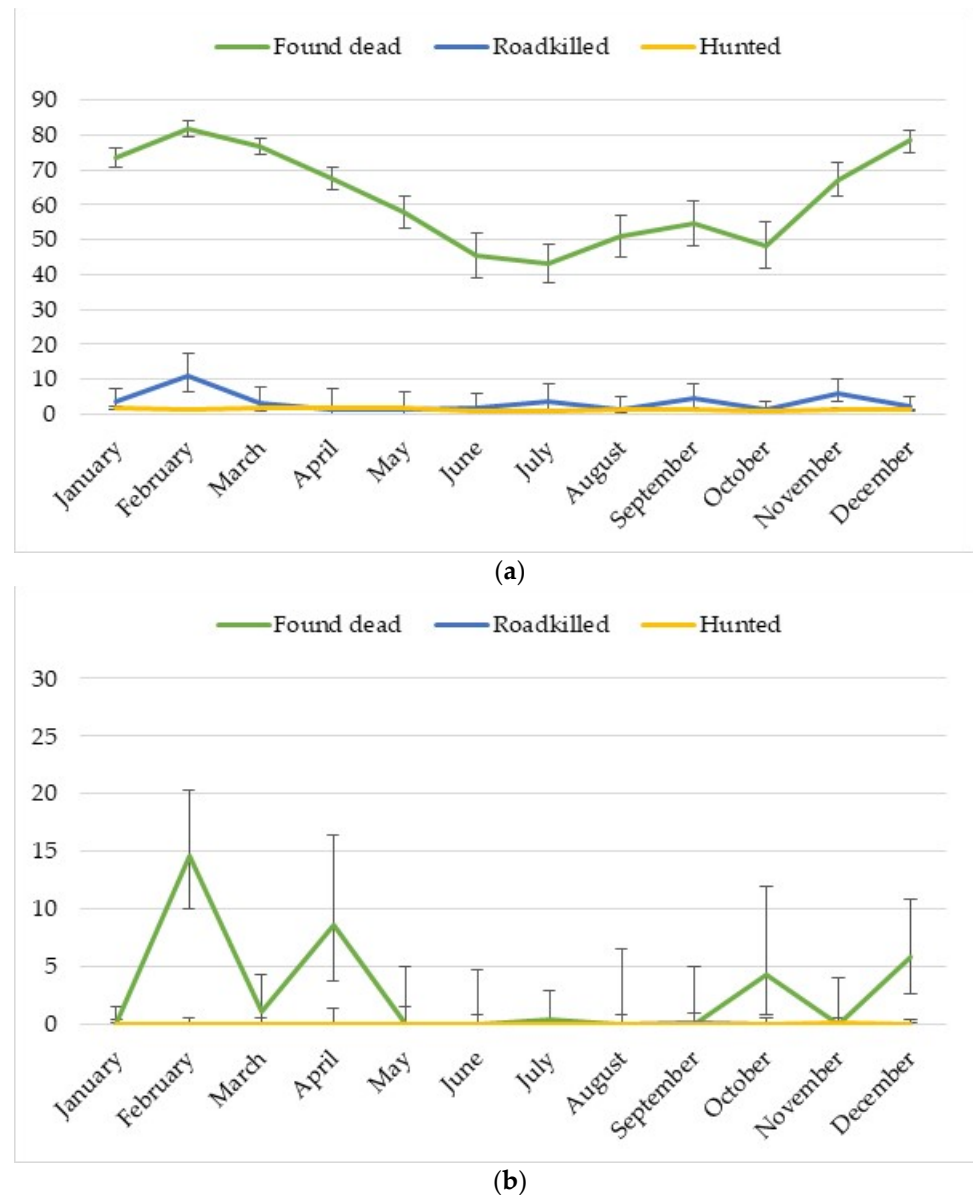 Found dead Roadkilled Hunted
90
80
70
60
50
40
30
20
10
0
January February March April May June July August September October November December
(a)
Found dead Roadkilled Hunted
30
25
20
15
10
5
0
January February March April May June July August September October November December
(b)